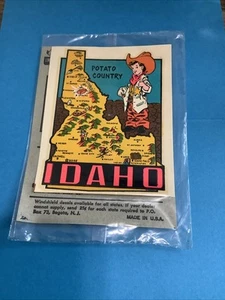 POTATO
COUNTRY
IDAHO
Windshield decals available for all states. If your dealer
cannot supply, send 25¢ for each state required to P.O.
Box 72, Bogota, N.J.
MADE IN U.S.A.